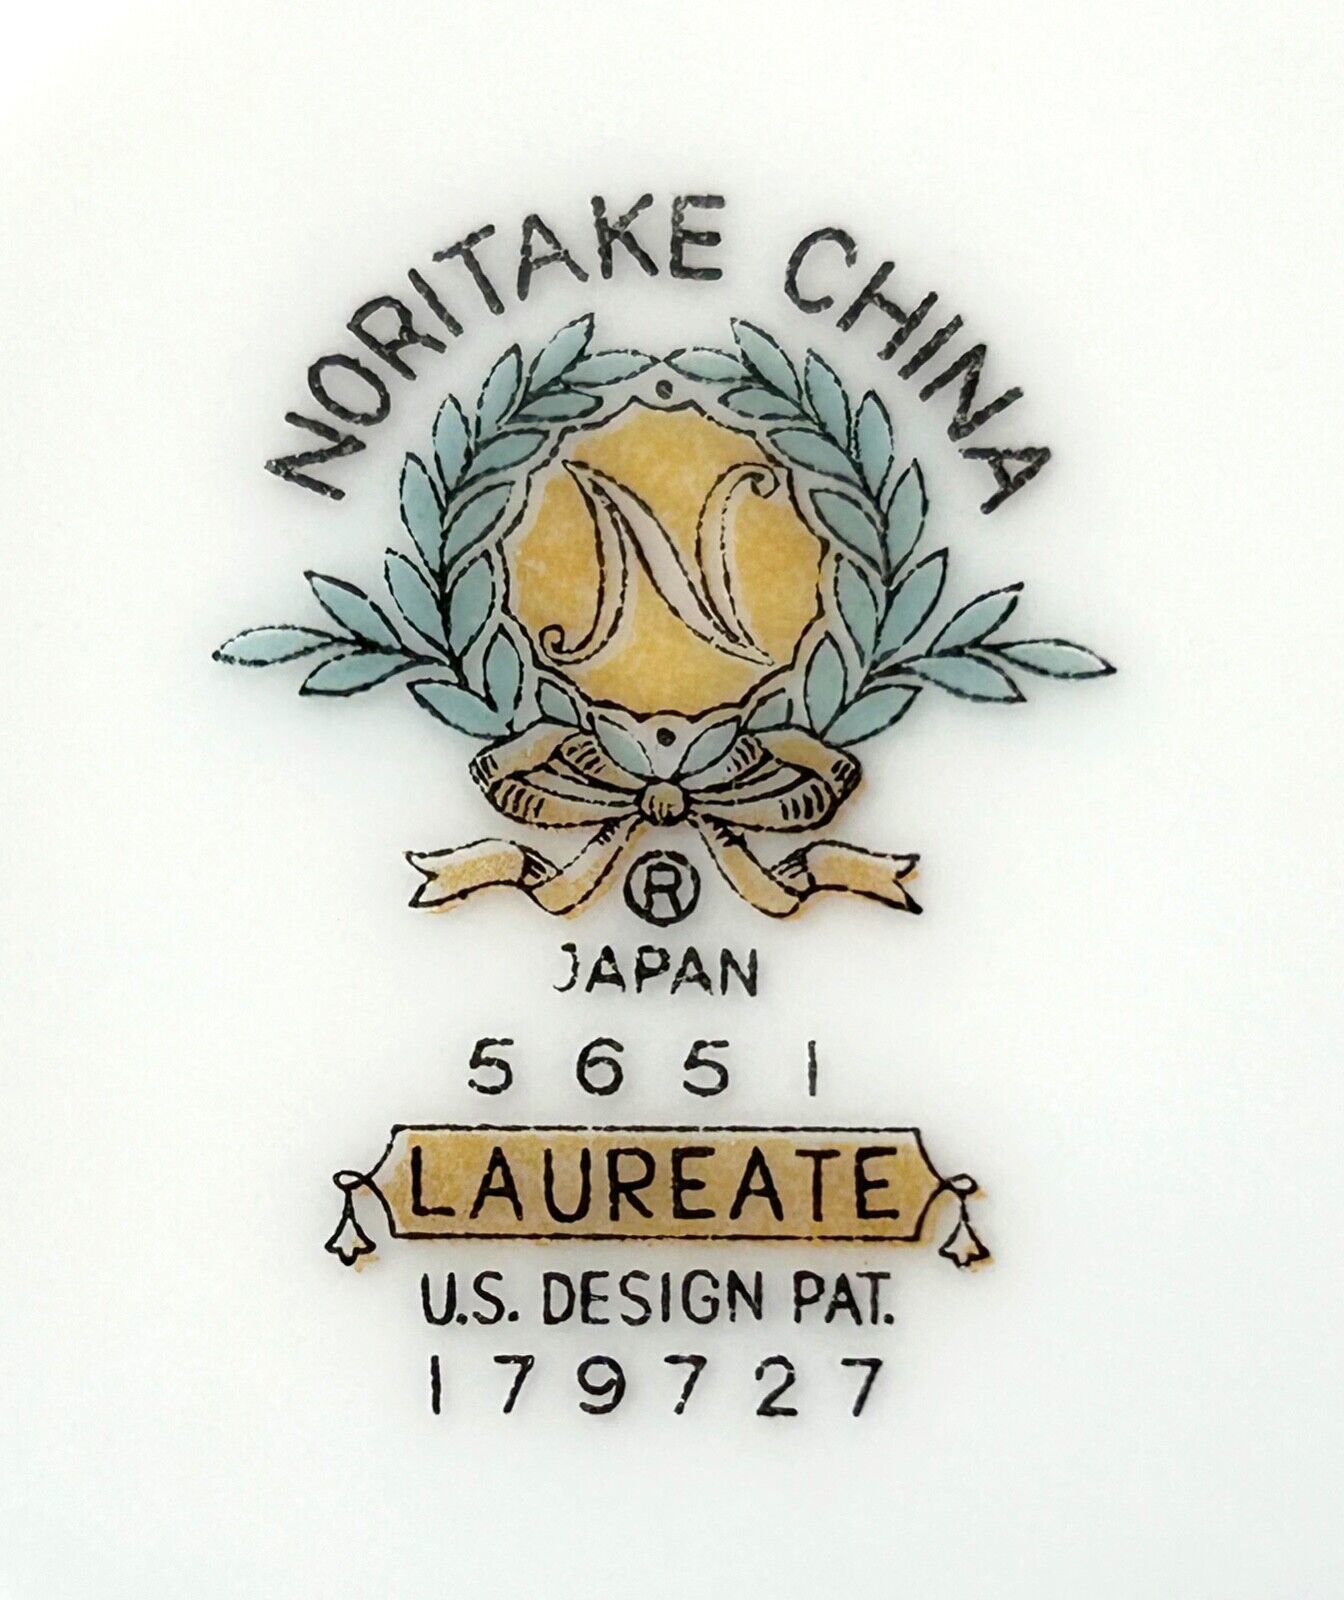 NORITAKE CHINA
N
®
JAPAN
5651
LAUREATE
U.S. DESIGN PAT.
179727